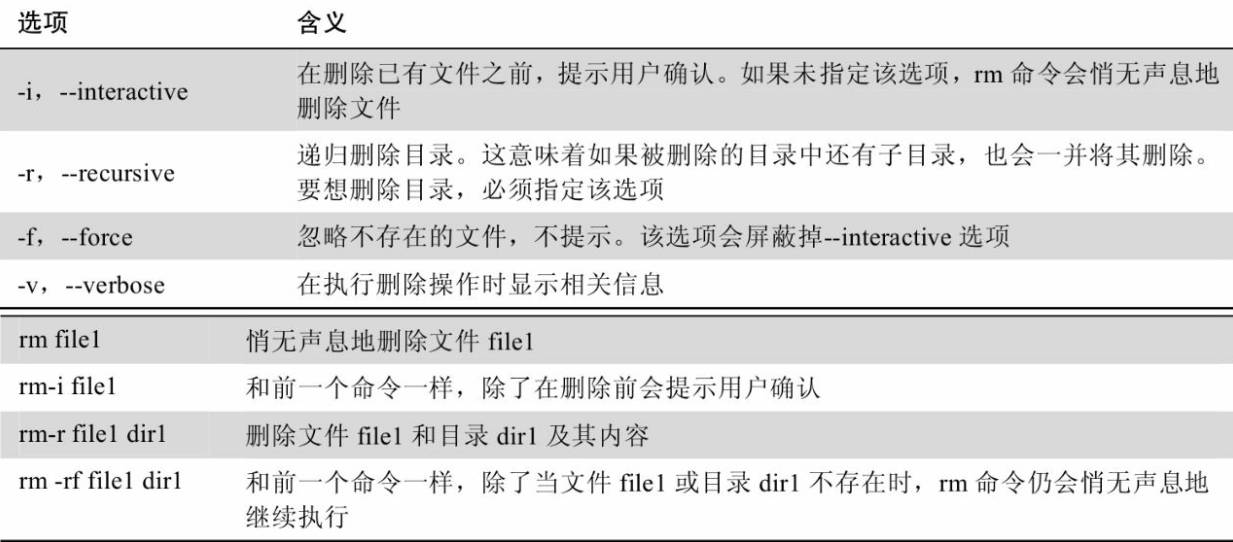 选项 含义
-i，--interactive 在删除已有文件之前，提示用户确认。如果未指定该选项，rm 命令会悄无声息地
删除文件
-r，--recursive 递归删除目录。这意味着如果被删除的目录中还有子目录，也会一并将其删除。
要想删除目录，必须指定该选项
-f，--force 忽略不存在的文件，不提示。该选项会屏蔽掉--interactive 选项
-v，--verbose 在执行删除操作时显示相关信息
rm file1 悄无声息地删除文件 file1
rm-i file1 和前一个命令一样，除了在删除前会提示用户确认
rm-r file1 dir1 删除文件 file1 和目录 dir1 及其内容
rm -rf file1 dir1 和前一个命令一样，除了当文件 file1 或目录 dir1 不存在时，rm 命令仍会悄无声息地
继续执行